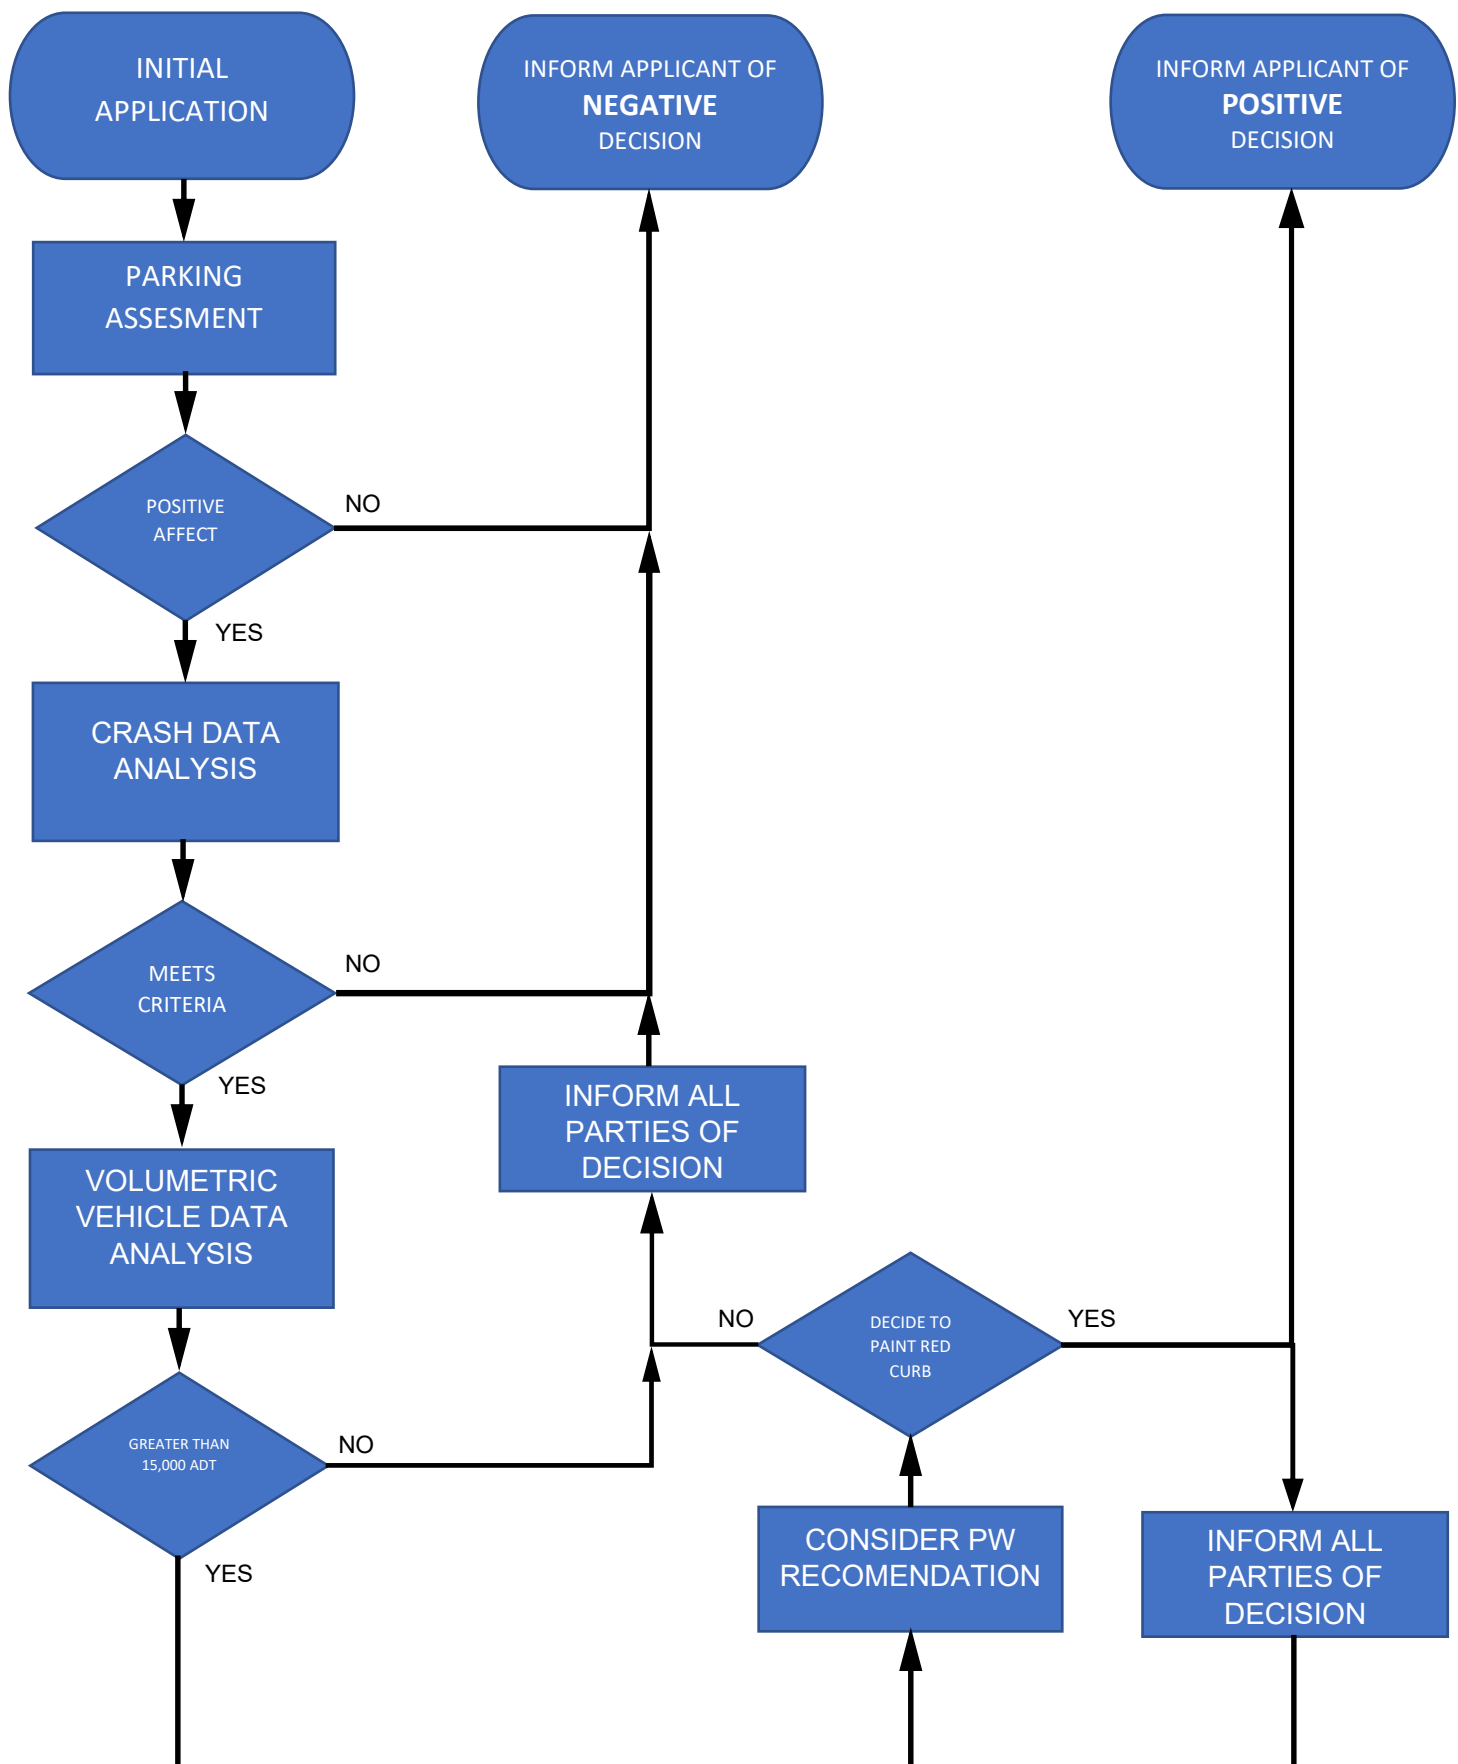 INITIAL
APPLICATION
INFORM APPLICANT OF
NEGATIVE
DECISION
INFORM APPLICANT OF
POSITIVE
DECISION
PARKING
ASSESMENT
POSITIVE
AFFECT
NO
YES
CRASH DATA
ANALYSIS
MEETS
CRITERIA
NO
YES
INFORM ALL
PARTIES OF
DECISION
VOLUMETRIC
VEHICLE DATA
ANALYSIS
NO
DECIDE TO
PAINT RED
CURB
YES
GREATER THAN
15,000 ADT
NO
YES
CONSIDER PW
RECOMENDATION
INFORM ALL
PARTIES OF
DECISION